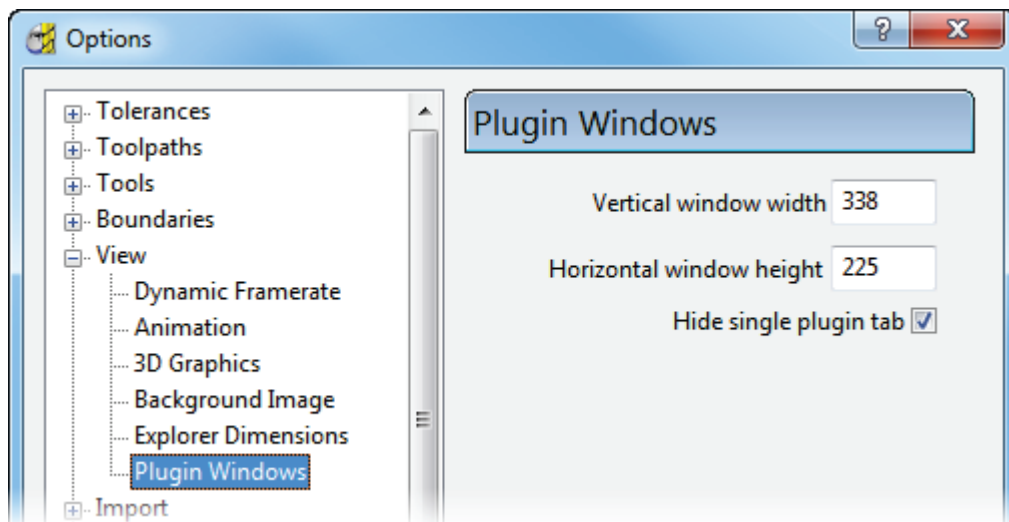 Options
?
Tolerances
Toolpaths
Tools
Boundaries
View
Dynamic Framerate
Animation
3D Graphics
Background Image
Explorer Dimensions
Plugin Windows
Import
Plugin Windows
Vertical window width 338
Horizontal window height 225
Hide single plugin tab